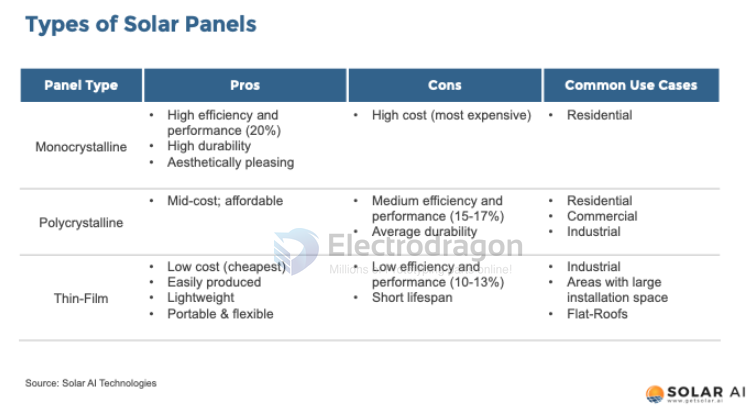 Types of Solar Panels
Panel Type Pros Cons Common Use Cases
Monocrystalline
• High efficiency and
performance (20%)
• High durability
• Aesthetically pleasing
• High cost (most expensive)
• Residential
Polycrystalline
• Mid-cost; affordable
• Medium efficiency and
performance (15-17%)
• Average durability
• Residential
• Commercial
• Industrial
Thin-Film
• Low cost (cheapest)
• Easily produced
• Lightweight
• Portable & flexible
• Low efficiency and
performance (10-13%)
• Short lifespan
• Industrial
• Areas with large
installation space
• Flat-Roofs
Electrodragon
Millions online!
Source: Solar AI Technologies
SOLAR AI
www.getsolar.ai